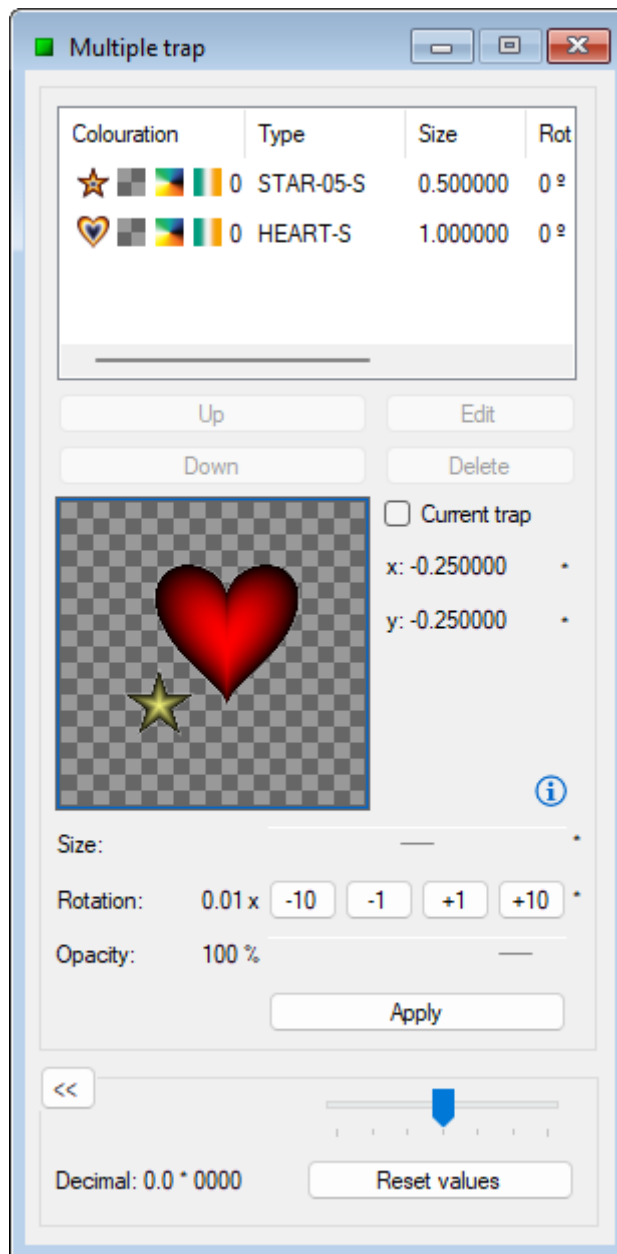 Multiple trap
Colouration Type Size Rot
0 STAR-05-S 0.500000 0 º
0 HEART-S 1.000000 0 º
Up Edit
Down Delete
Current trap
x: -0.250000 *
y: -0.250000 *
Size: *
Rotation: 0.01 x -10 -1 +1 +10 *
Opacity: 100 %
Apply
<<
Decimal: 0.0 * 0000 Reset values